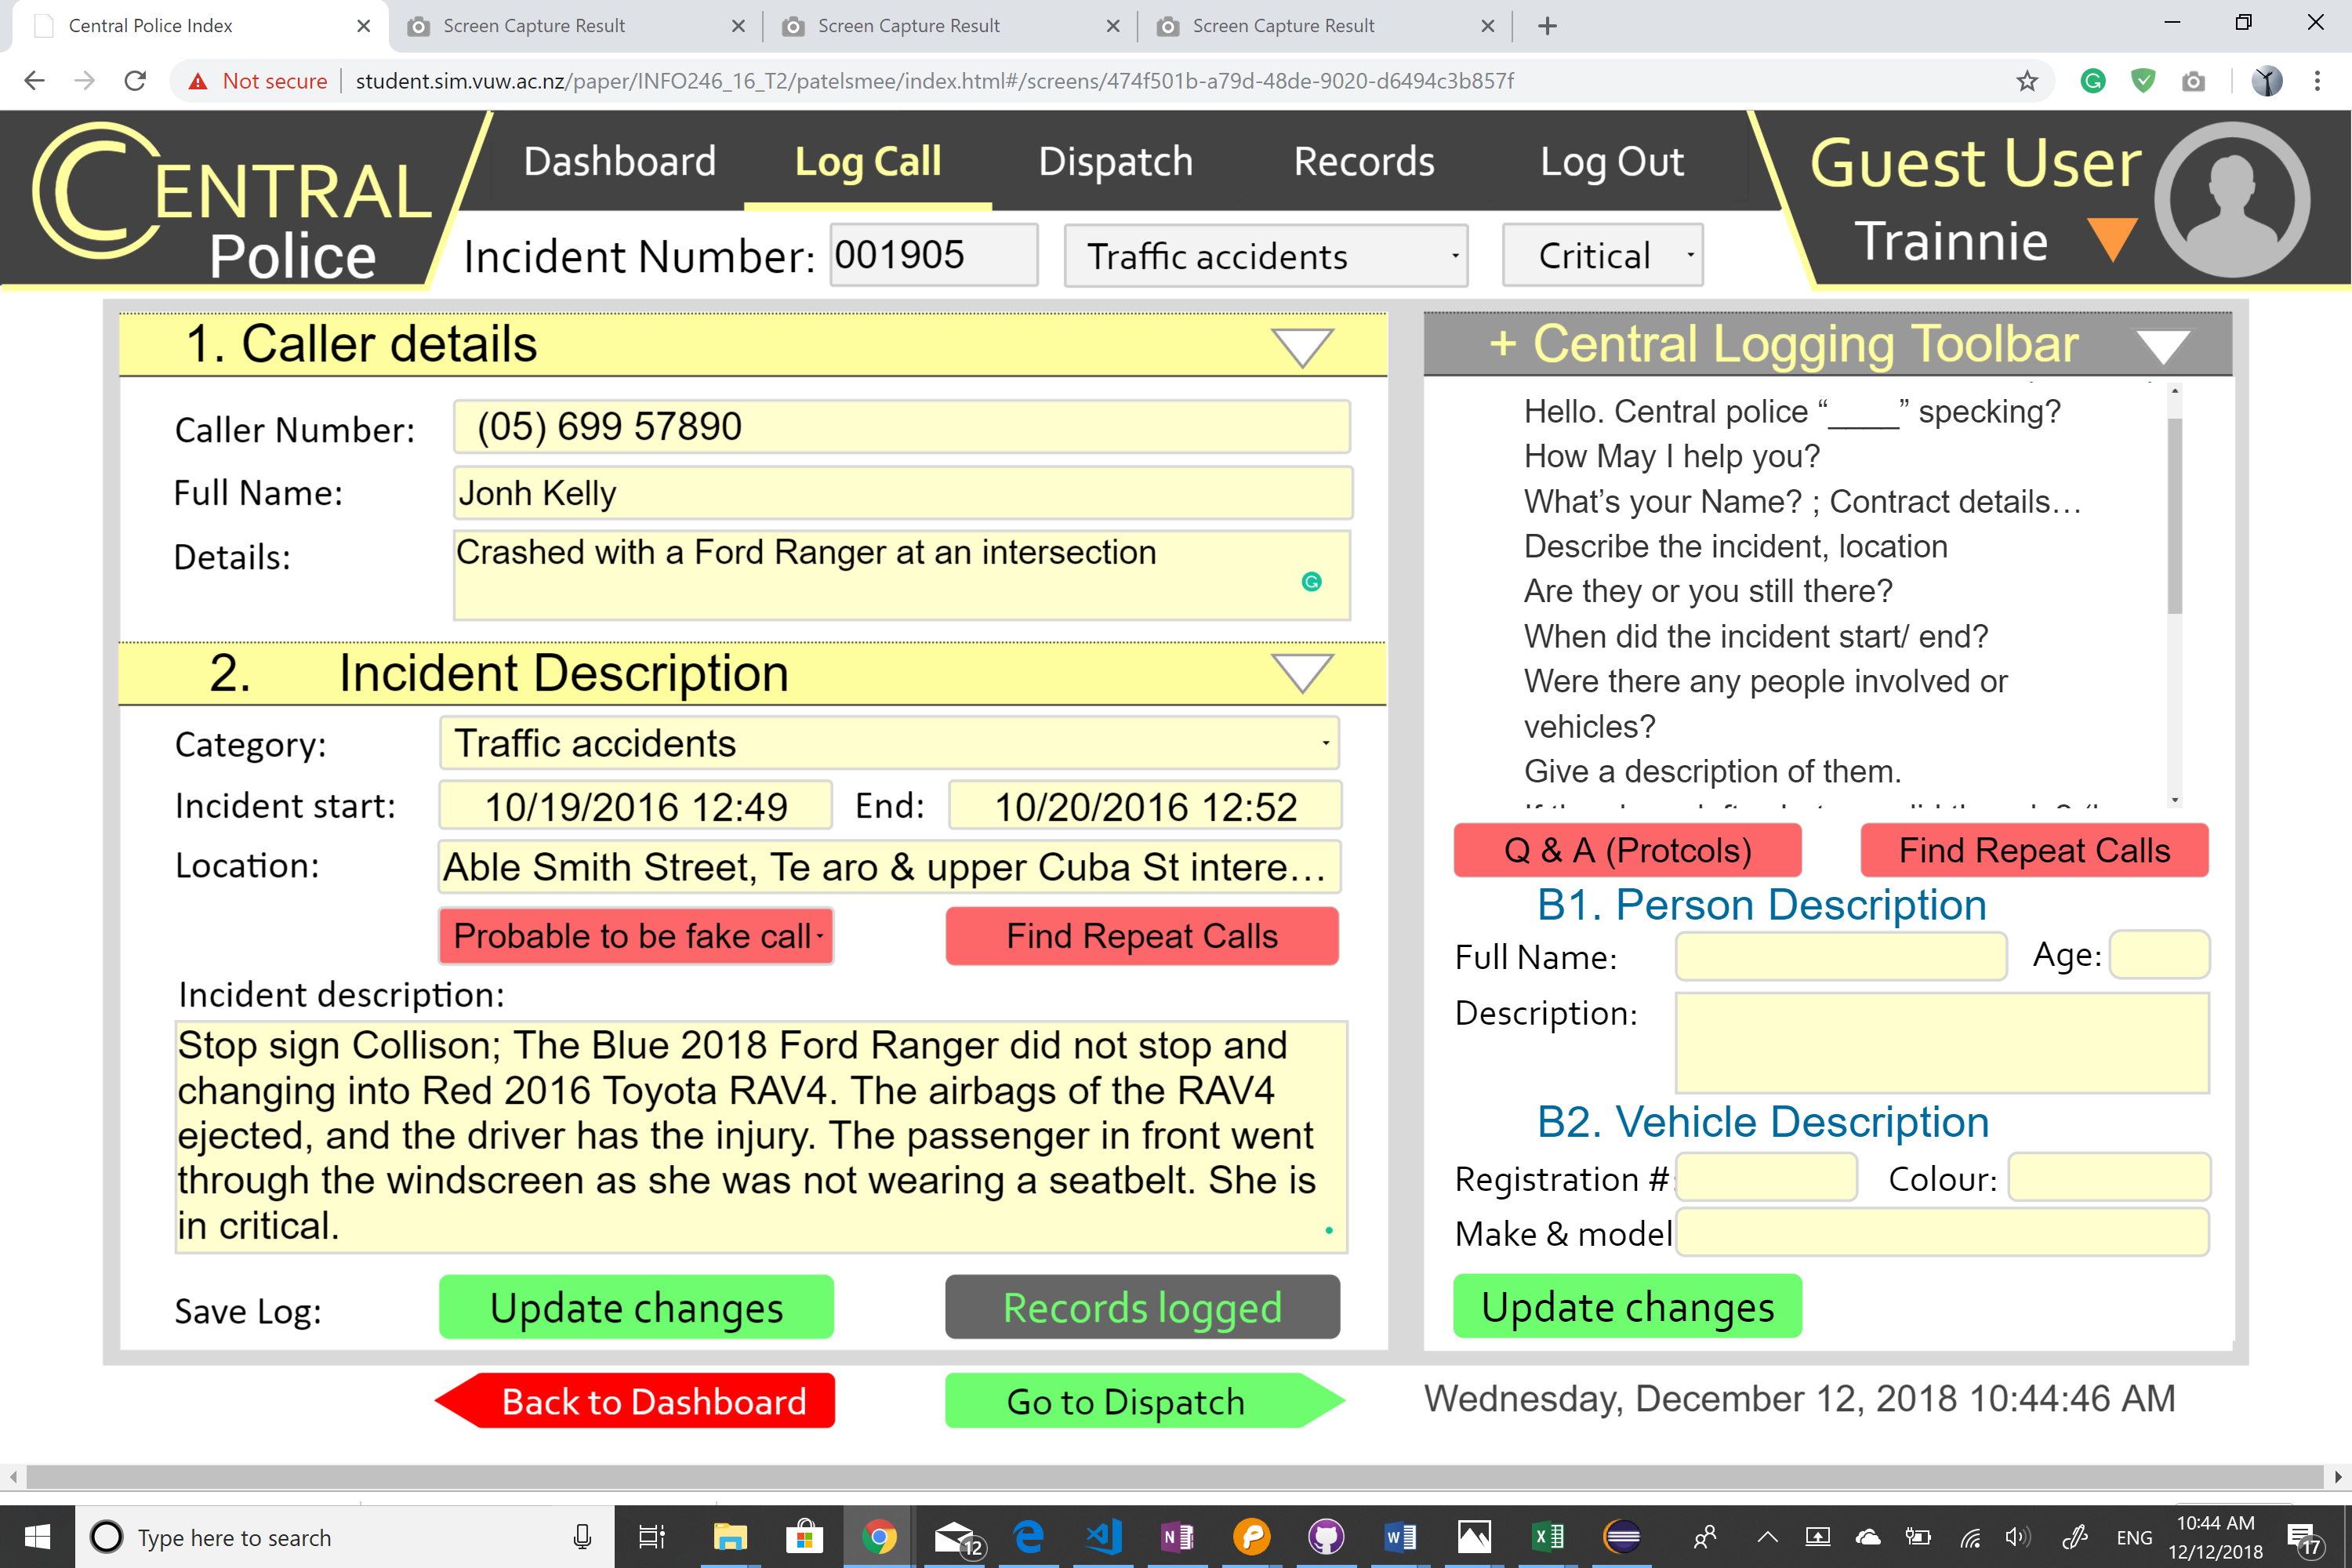 Central Police Index
Screen Capture Result
Screen Capture Result
Screen Capture Result
Not secure
student.sim.vuw.ac.nz/paper/INFO246_16_T2/patelsmee/index.html#/screens/474f501b-a79d-48de-9020-d6494c3b857f
CENTRAL
Police
Dashboard
Log Call
Dispatch
Records
Log Out
Guest User
Trainnie
Incident Number:
001905
Traffic accidents
Critical
1. Caller details
Caller Number:
(05) 699 57890
Full Name:
Jonh Kelly
Details:
Crashed with a Ford Ranger at an intersection
2. Incident Description
Category:
Traffic accidents
Incident start:
10/19/2016 12:49
End:
10/20/2016 12:52
Location:
Able Smith Street, Te aro & upper Cuba St intere…
Probable to be fake call
Find Repeat Calls
Incident description:
Stop sign Collison; The Blue 2018 Ford Ranger did not stop and
changing into Red 2016 Toyota RAV4. The airbags of the RAV4
ejected, and the driver has the injury. The passenger in front went
through the windscreen as she was not wearing a seatbelt. She is
in critical.
Save Log:
Update changes
Records logged
Back to Dashboard
Go to Dispatch
+ Central Logging Toolbar
Hello. Central police “____” specking?
How May I help you?
What’s your Name? ; Contract details…
Describe the incident, location
Are they or you still there?
When did the incident start/ end?
Were there any people involved or
vehicles?
Give a description of them.
Q & A (Protcols)
Find Repeat Calls
B1. Person Description
Full Name:
Age:
Description:
B2. Vehicle Description
Registration #
Colour:
Make & model
Update changes
Wednesday, December 12, 2018 10:44:46 AM
Type here to search
12
ENG
10:44 AM
12/12/2018
17